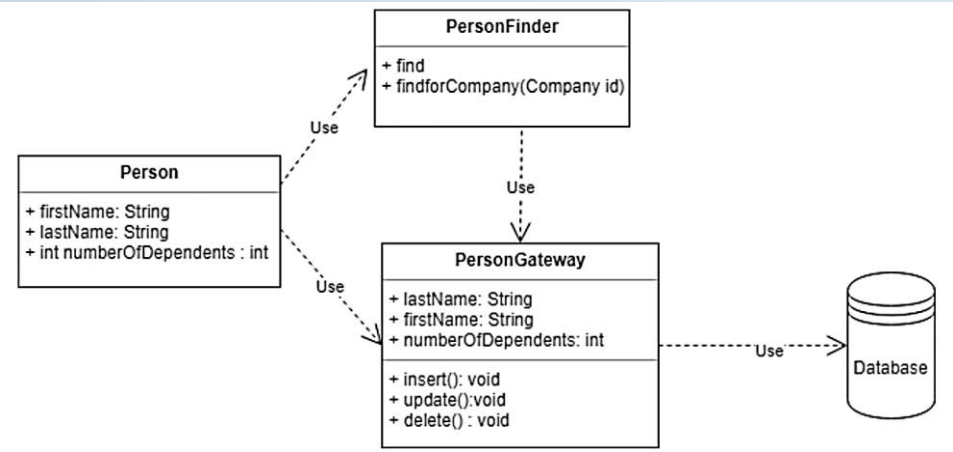 PersonFinder
+ find
+ findforCompany(Company id)
Use
Person
+ firstName: String
+ lastName: String
+ int numberOfDependents : int
Use
Use
PersonGateway
+ lastName: String
+ firstName: String
+ numberOfDependents: int
+ insert(): void
+ update():void
+ delete() : void
Use
Database